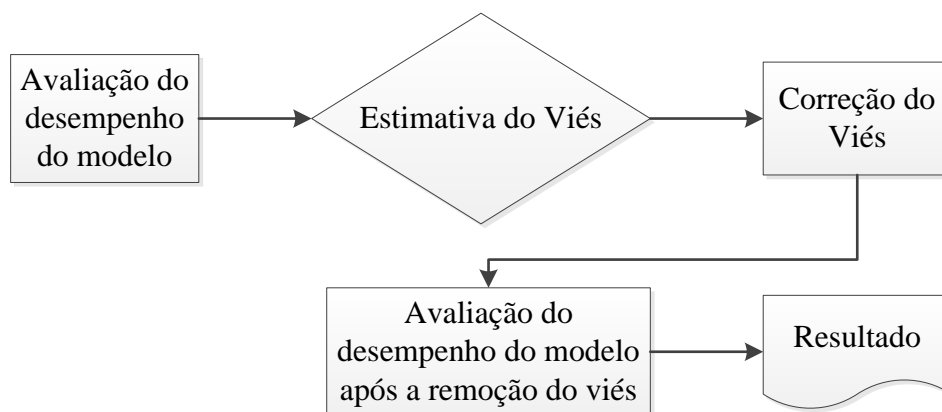 Avaliação do
desempenho
do modelo
Estimativa do Viés
Correção do
Viés
Avaliação do
desempenho do modelo
após a remoção do viés
Resultado